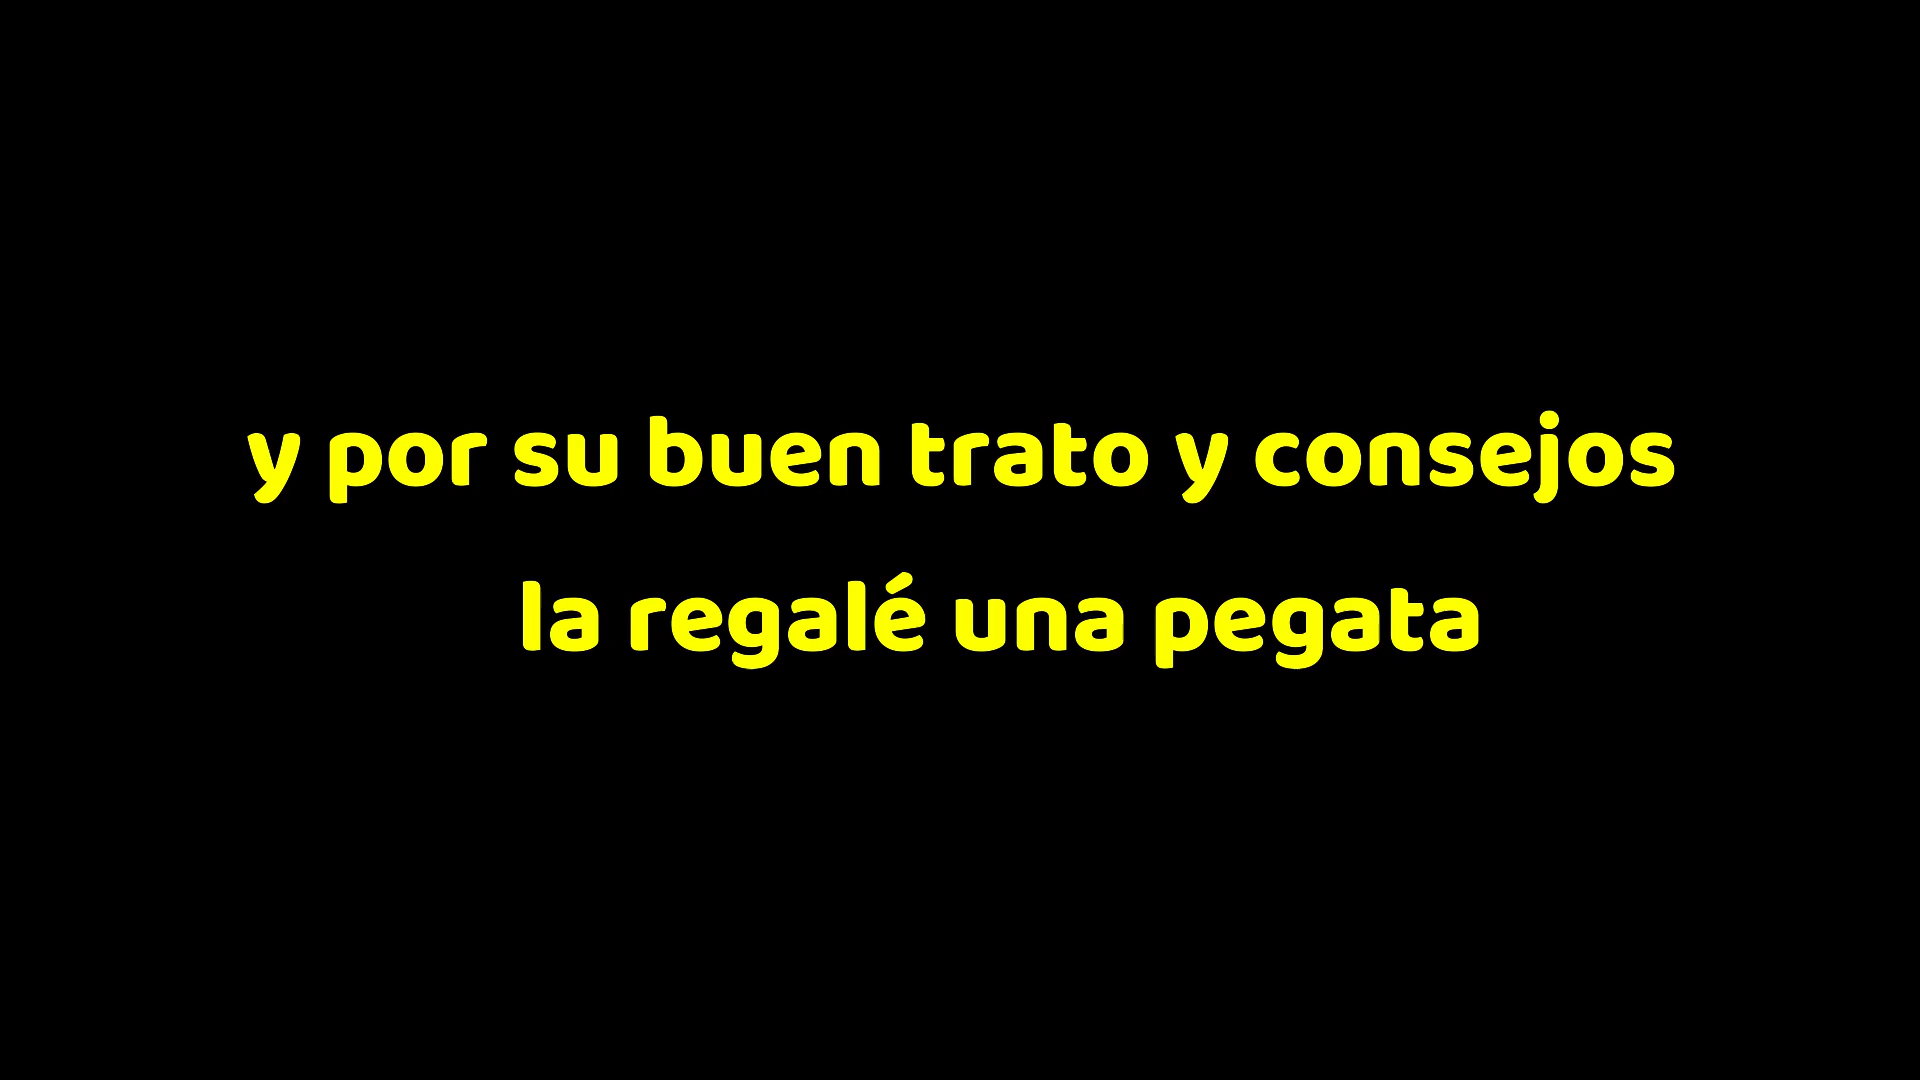 y por su buen trato y consejos
la regalé una pegata